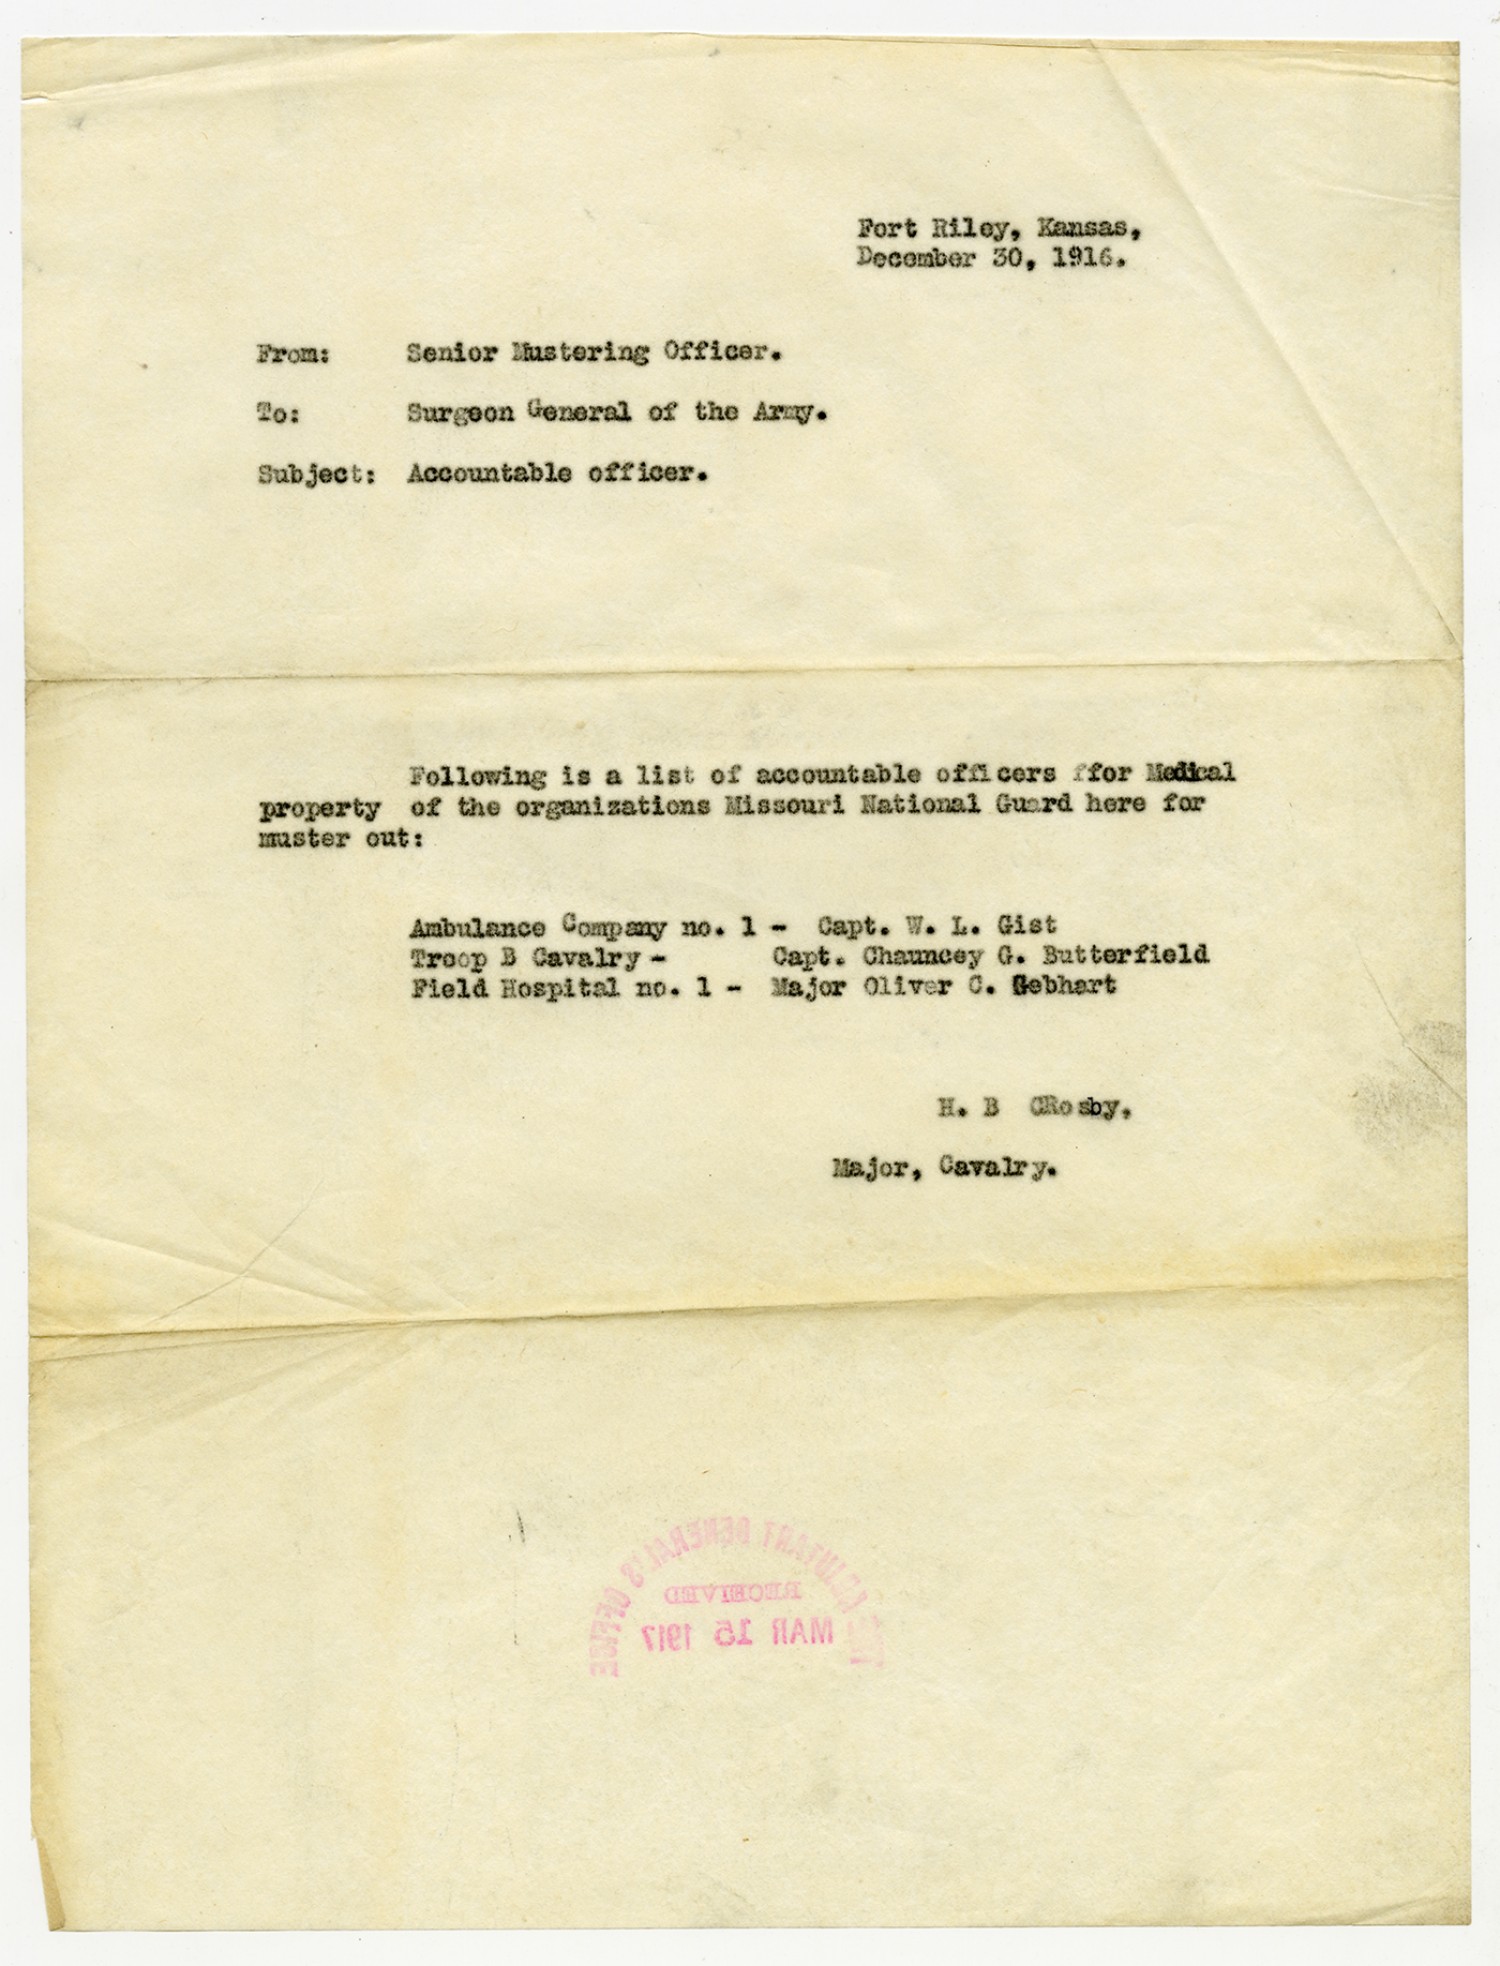 Fort Riley, Kansas,
December 30, 1916.
From: Senior Mustering Officer.
To: Surgeon General of the Army.
Subject: Accountable officer.
Following is a list of accountable officers ffor Medical
property of the organizations Missouri National Guard here for
muster out:
Ambulance Company no. 1 - Capt. W. L. Gist
Troop B Cavalry - Capt. Chauncey G. Butterfield
Field Hospital no. 1 - Major Oliver C. Gebhart
H. B CRosby,
Major, Cavalry.
ADJUTANT GENERAL'S OFFICE
RECEIVED
MAR 15 1917